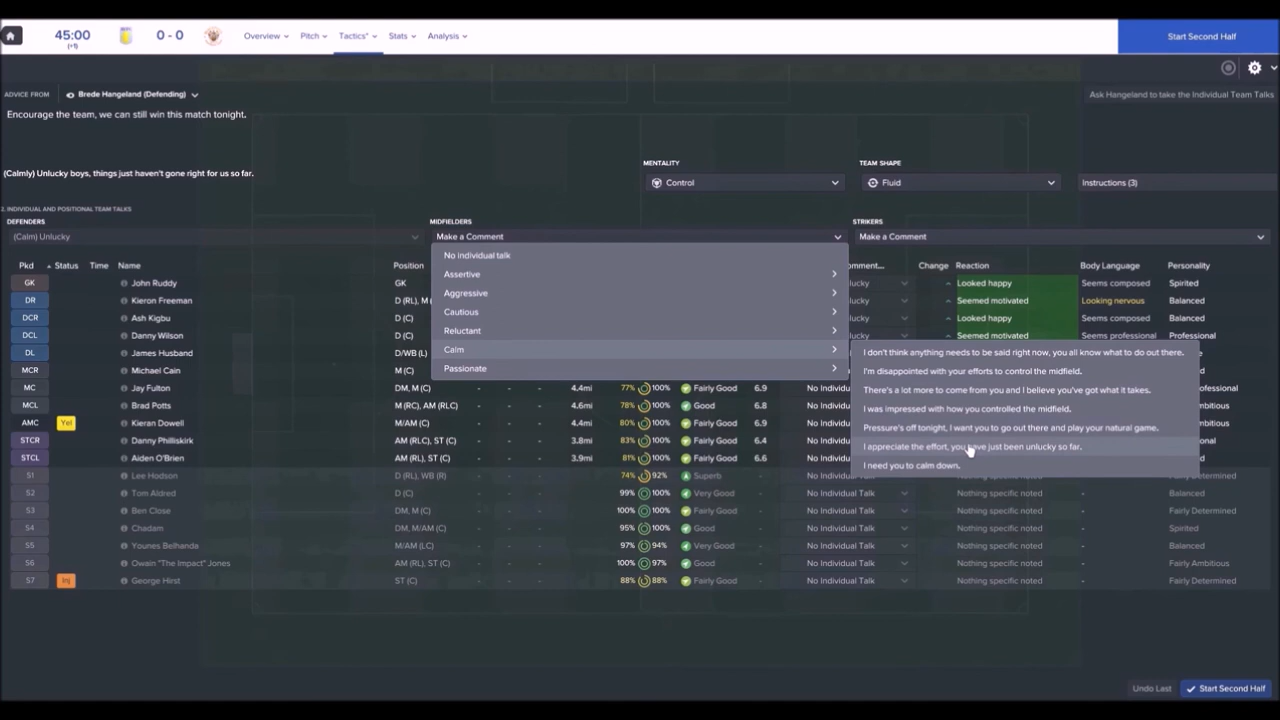 45:00
(+1)
0 - 0
Overview
Pitch
Tactics*
Stats
Analysis
Start Second Half
ADVICE FROM
Brede Hangeland (Defending)
Ask Hangeland to take the Individual Team Talks
Encourage the team, we can still win this match tonight.
MENTALITY
TEAM SHAPE
(Calmly) Unlucky boys, things just haven't gone right for us so far.
Control
Fluid
Instructions (3)
INDIVIDUAL AND POSITIONAL TEAM TALKS
DEFENDERS
MIDFIELDERS
STRIKERS
(Calm) Unlucky
Make a Comment
Make a Comment
No individual talk
Assertive
Aggressive
Cautious
Reluctant
Calm
Passionate
I don't think anything needs to be said right now, you all know what to do out there.
I'm disappointed with your efforts to control the midfield.
There's a lot more to come from you and I believe you've got what it takes.
I was impressed with how you controlled the midfield.
Pressure's off tonight, I want you to go out there and play your natural game.
I appreciate the effort, you have just been unlucky so far.
I need you to calm down.
Pkd Status Time Name Position Change Reaction Body Language Personality
GK John Ruddy GK Looked happy Seems composed Spirited
DR Kieron Freeman D (RL), M Seemed motivated Looking nervous Balanced
DCR Ash Kigbu D (C) Looked happy Seems composed Balanced
DCL Danny Wilson D (C) Seemed motivated Seems professional Professional
DL James Husband D/WB (L)
MCR Michael Cain M (C)
MC Jay Fulton DM, M (C) 4.4mi 77% 100% Fairly Good 6.9 No Individ
MCL Brad Potts M (RC), AM (RLC) 4.6mi 78% 100% Good 6.8 No Individ
AMC Yel Kieran Dowell M/AM (C) 4.4mi 80% 100% Fairly Good 6.9 No Individ
STCR Danny Philliskirk AM (RL), ST (C) 3.8mi 83% 100% Fairly Good 6.4 No Individ
STCL Aiden O'Brien AM (RL), ST (C) 3.9mi 81% 100% Fairly Good 6.6 No Individ
S1 Lee Hodson D (R), WB (R) 74% 92% Superb - Fairly Ambitious
S2 Tom Aldred D (C) 99% 100% Very Good - No Individual Talk Nothing specific noted - Balanced
S3 Ben Close DM, M (C) 100% 100% Fairly Good - No Individual Talk Nothing specific noted - Fairly Determined
S4 Chadam DM, M/AM (C) 95% 100% Good - No Individual Talk Nothing specific noted - Spirited
S5 Younes Belhanda M/AM (LC) 97% 94% Very Good - No Individual Talk Nothing specific noted - Balanced
S6 Owain "The Impact" Jones AM (RL), ST (C) 100% 97% Good - No Individual Talk Nothing specific noted - Fairly Ambitious
S7 Inj George Hirst ST (C) 88% 88% Fairly Good - No Individual Talk Nothing specific noted - Fairly Determined
Undo Last
Start Second Half